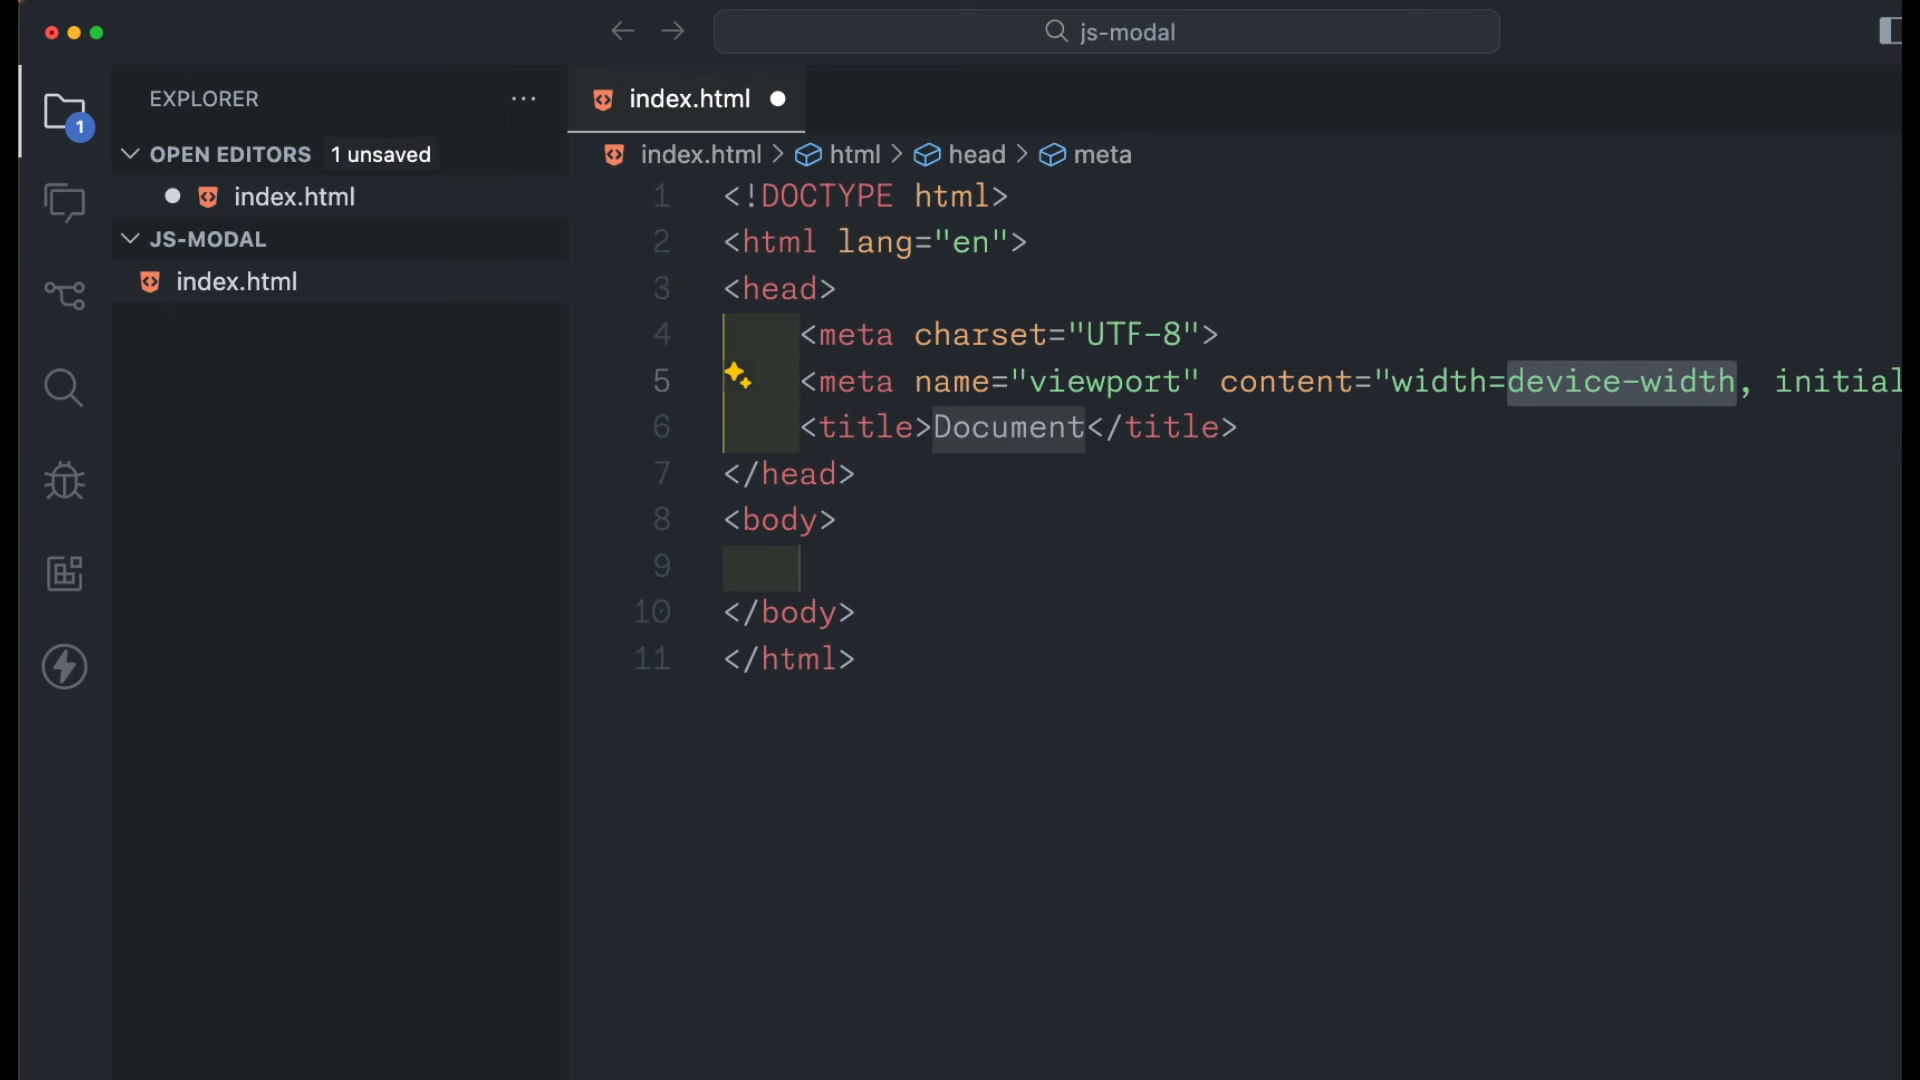 js-modal
EXPLORER
index.html
OPEN EDITORS 1 unsaved
index.html > html > head > meta
1
index.html
JS-MODAL
index.html
1 <!DOCTYPE html>
2 <html lang="en">
3 <head>
4 <meta charset="UTF-8">
5 <meta name="viewport" content="width=device-width, initial
6 <title>Document</title>
7 </head>
8 <body>
9
10 </body>
11 </html>